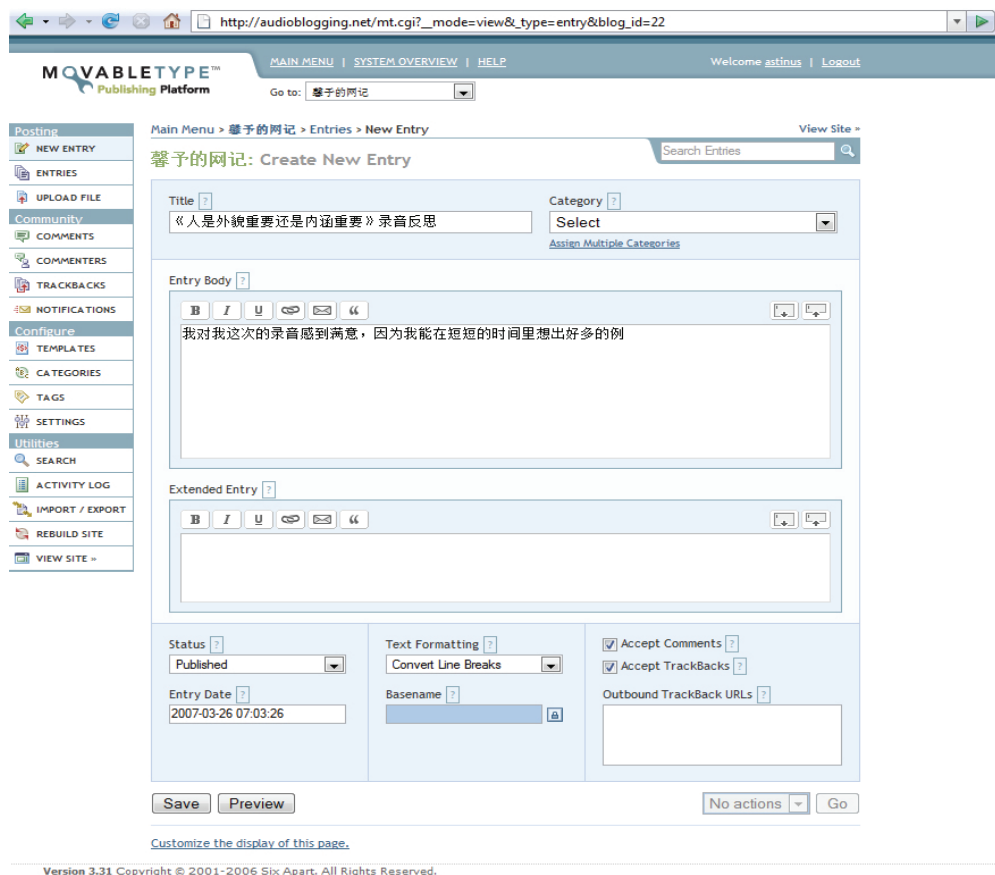 http://audioblogging.net/mt.cgi?__mode=view&_type=entry&blog_id=22
MOVABLETYPE™
Publishing Platform
MAIN MENU | SYSTEM OVERVIEW | HELP
Welcome astinus | Logout
Go to: 馨予的网记
Main Menu > 馨予的网记 > Entries > New Entry
View Site »
馨予的网记: Create New Entry
Search Entries
Posting
NEW ENTRY
ENTRIES
UPLOAD FILE
Community
COMMENTS
COMMENTERS
TRACKBACKS
NOTIFICATIONS
Configure
TEMPLATES
CATEGORIES
TAGS
SETTINGS
Utilities
SEARCH
ACTIVITY LOG
IMPORT / EXPORT
REBUILD SITE
VIEW SITE »
Title ?
《人是外貌重要还是内涵重要》录音反思
Category ?
Select
Assign Multiple Categories
Entry Body ?
B I U “
我对我这次的录音感到满意，因为我能在短短的时间里想出好多的例
Extended Entry ?
B I U “
Status ?
Published
Text Formatting ?
Convert Line Breaks
Accept Comments ?
Accept TrackBacks ?
Entry Date ?
2007-03-26 07:03:26
Basename ?
Outbound TrackBack URLs ?
Save Preview
No actions Go
Customize the display of this page.
Version 3.31 Copyright © 2001-2006 Six Apart. All Rights Reserved.